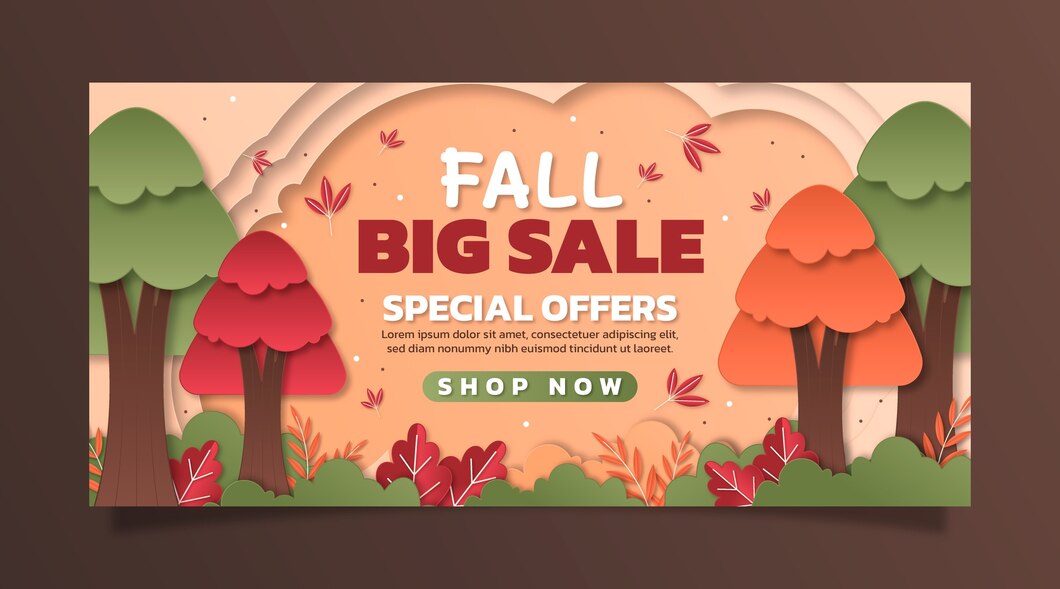 FALL
BIG SALE
SPECIAL OFFERS
Lorem ipsum dolor sit amet, consectetuer adipiscing elit,
sed diam nonummy nibh euismod tincidunt ut laoreet.
SHOP NOW